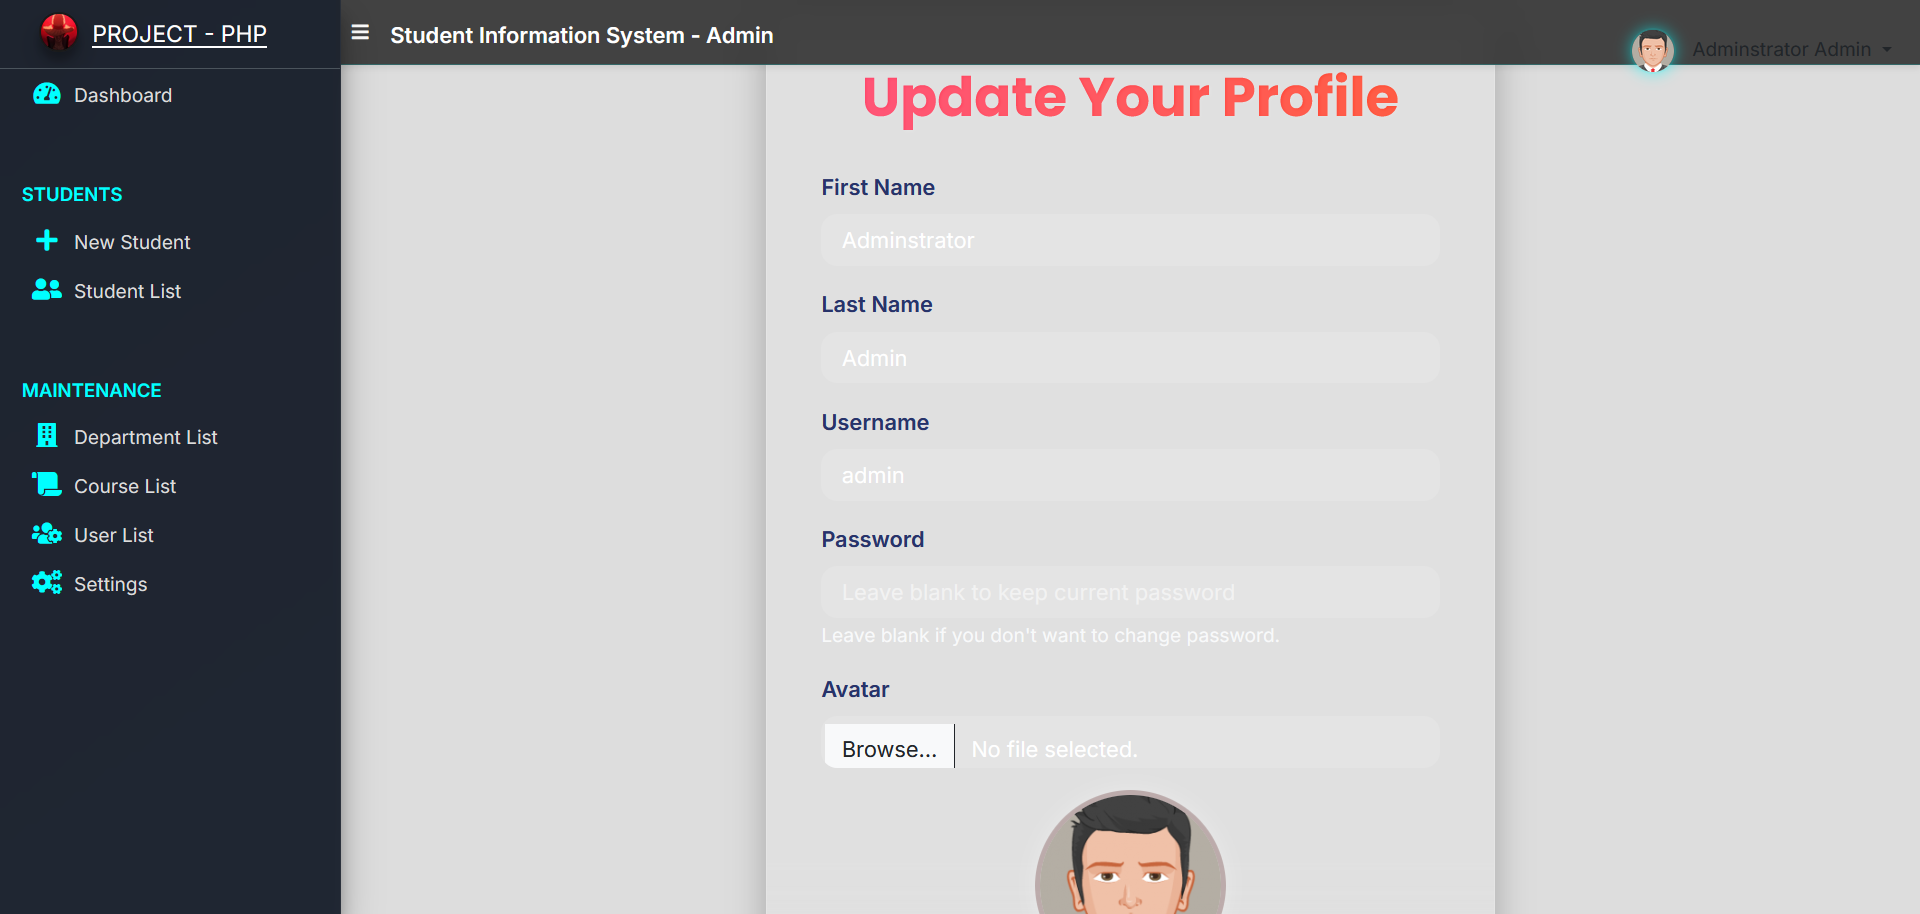 PROJECT - PHP
Student Information System - Admin
Adminstrator Admin
Dashboard
STUDENTS
New Student
Student List
MAINTENANCE
Department List
Course List
User List
Settings
Update Your Profile
First Name
Adminstrator
Last Name
Admin
Username
admin
Password
Leave blank to keep current password
Leave blank if you don't want to change password.
Avatar
Browse... No file selected.